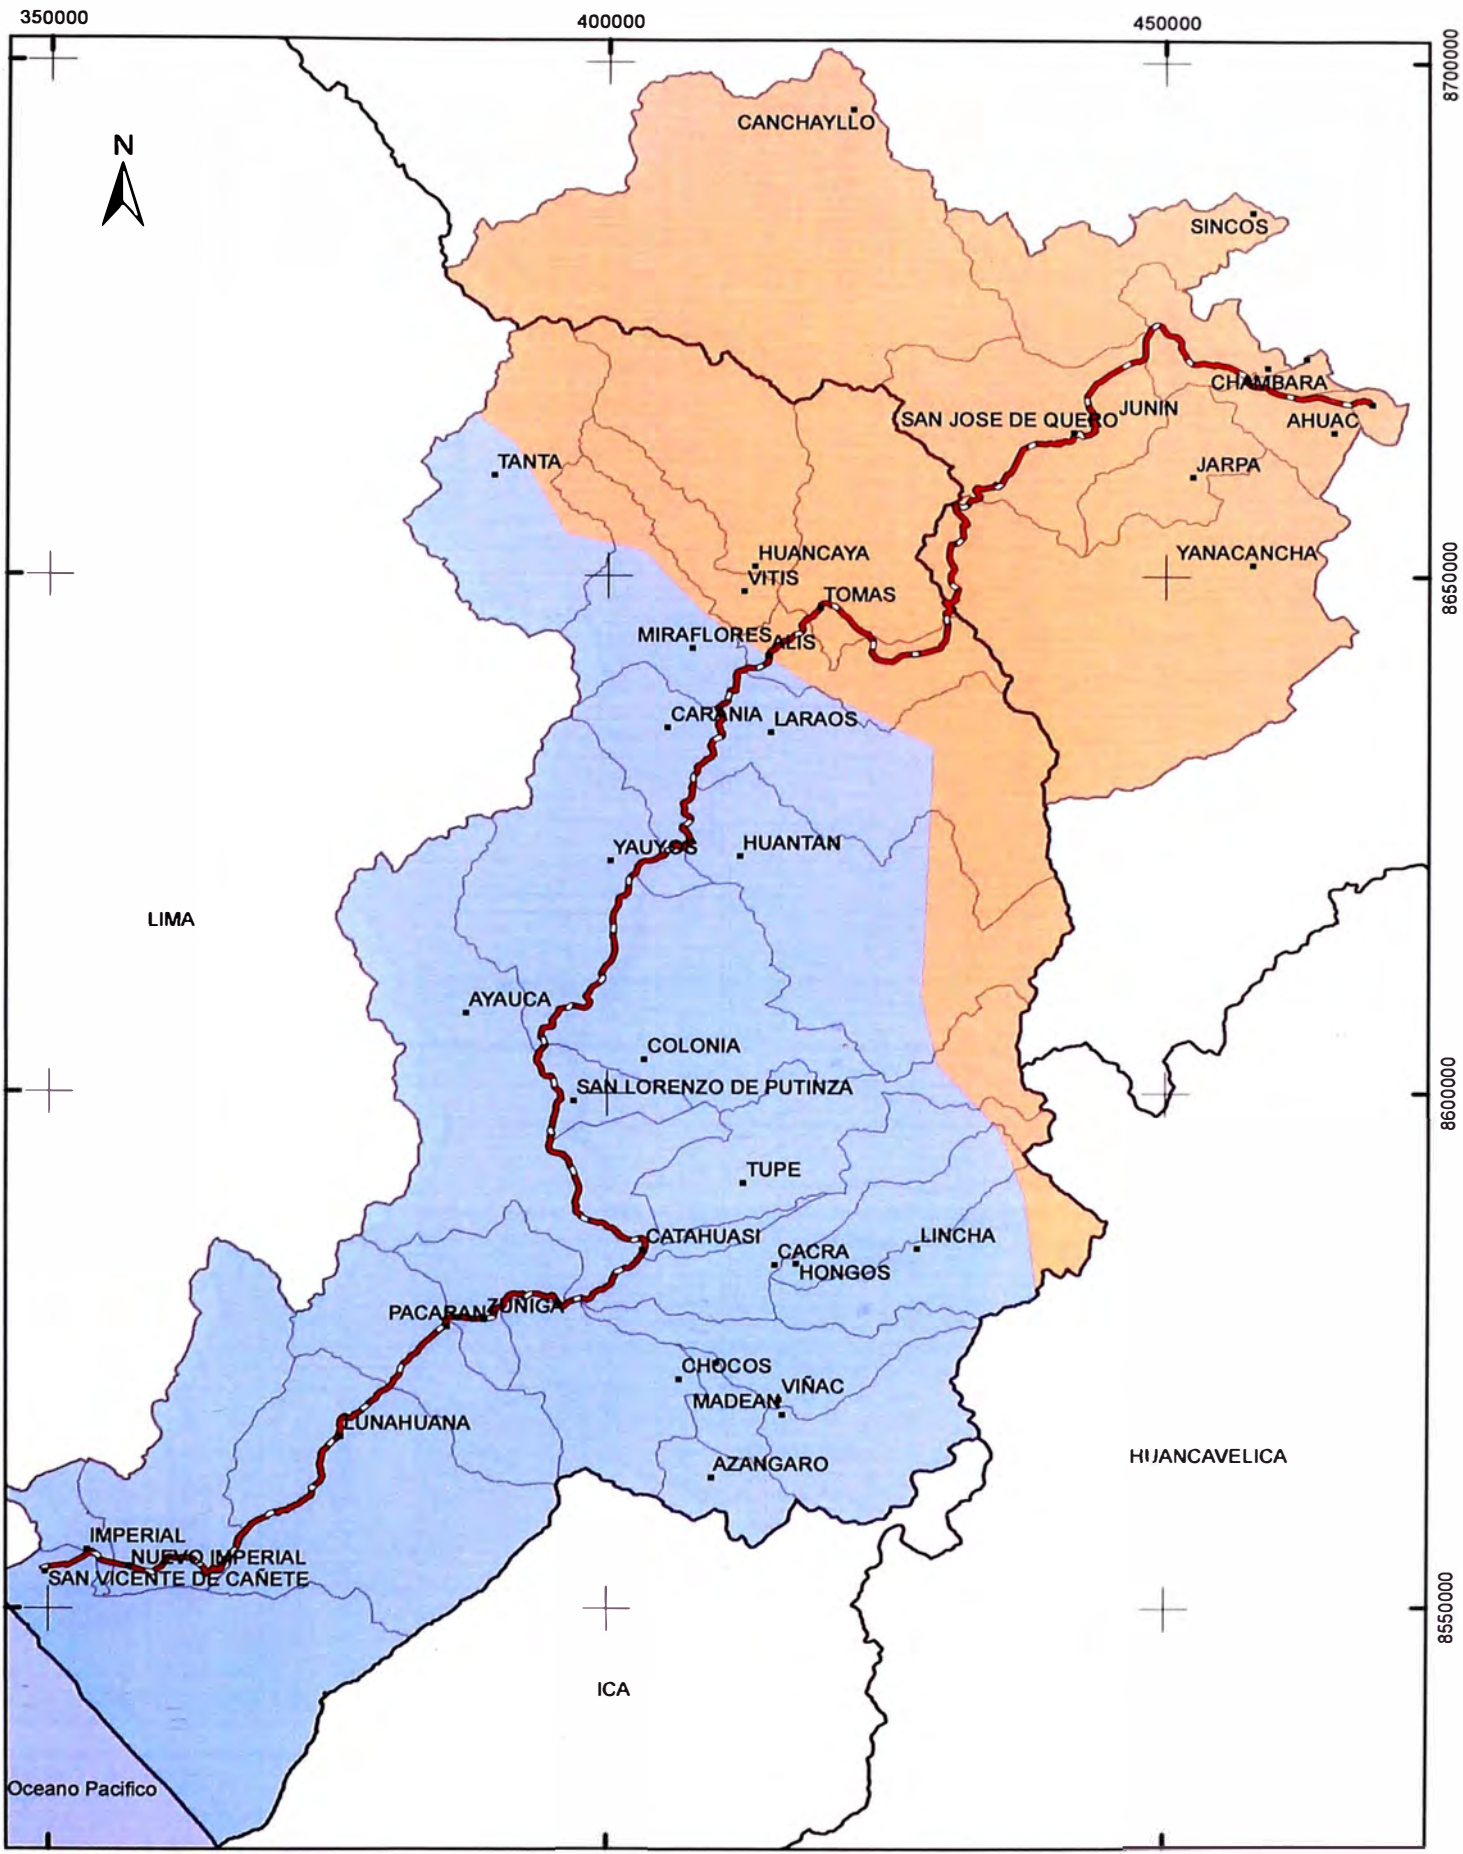 350000
400000
450000
8700000
N
CANCHAYLLO
SINCOS
CHAMBARA
JUNIN
SAN JOSE DE QUERO
AHUAC
TANTA
JARPA
HUANCAYA
YANACANCHA
VITIS
8650000
TOMAS
MIRAFLORES
ALIS
CARANIA
LARAOS
YAUYOS
HUANTAN
LIMA
AYAUCA
COLONIA
SAN LORENZO DE PUTINZA
8600000
TUPE
CATAHUASI
LINCHA
CACRA
HONGOS
PACARAN
ZUÑIGA
CHOCOS
VIÑAC
MADEAN
LUNAHUANA
HUANCAVELICA
AZANGARO
IMPERIAL
NUEVO IMPERIAL
SAN VICENTE DE CAÑETE
8550000
ICA
Oceano Pacifico